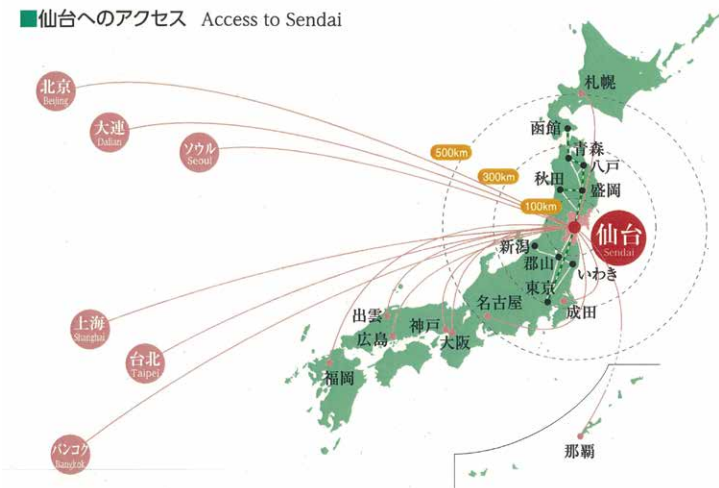 ■仙台へのアクセス Access to Sendai
北京
Beijing
大連
Dalian
ソウル
Seoul
札幌
函館
青森
八戸
秋田
盛岡
500km
300km
100km
仙台
Sendai
新潟
郡山
いわき
東京
成田
名古屋
出雲
神戸
広島
大阪
福岡
上海
Shanghai
台北
Taipei
バンコク
Bangkok
那覇